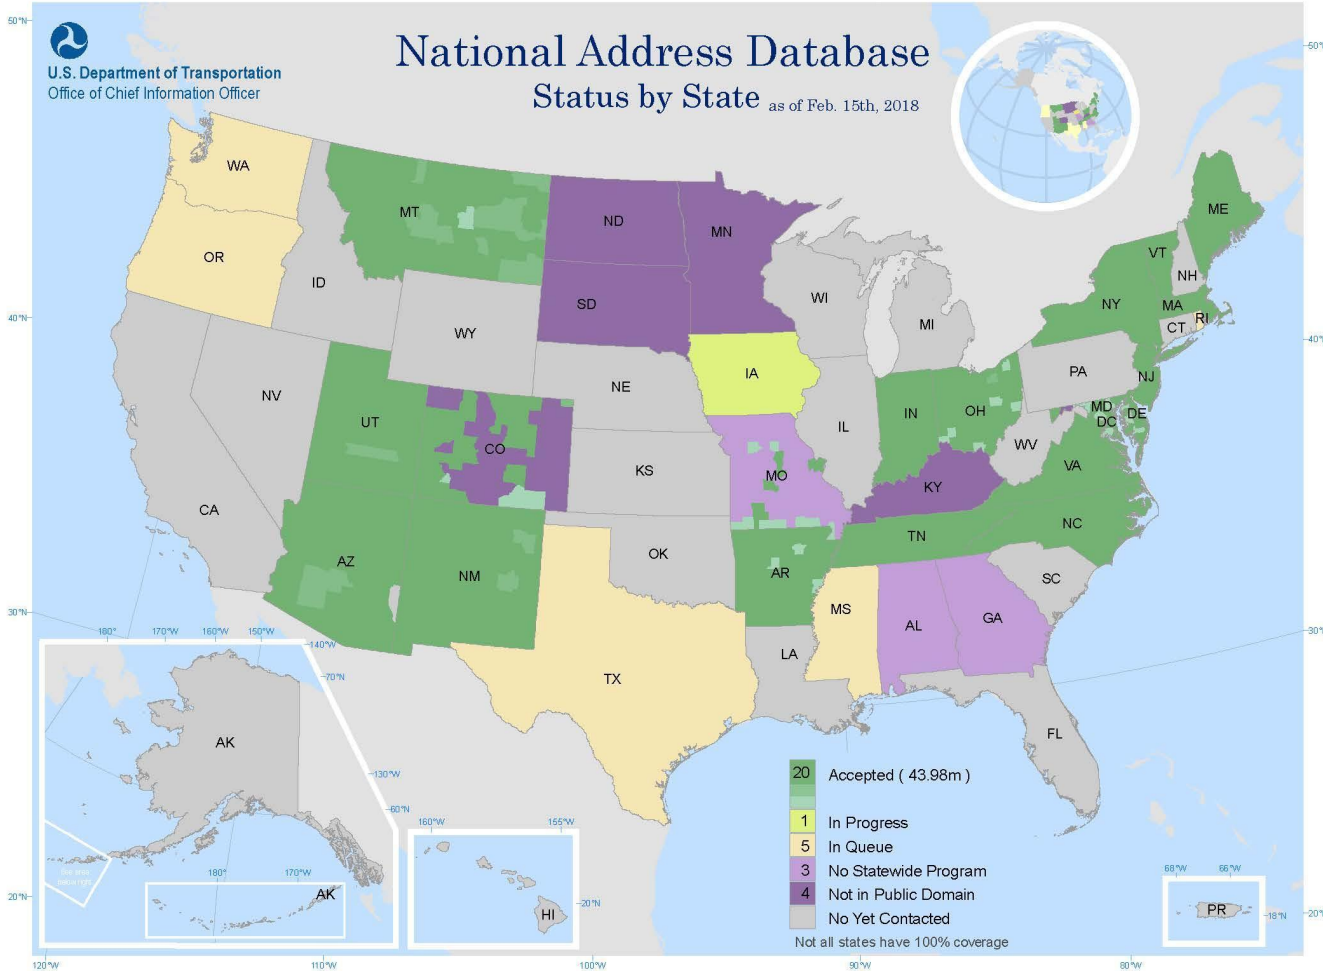 National Address Database
Status by State as of Feb. 15th, 2018
U.S. Department of Transportation
Office of Chief Information Officer
50°N
50°N
40°N
40°N
30°N
30°N
20°N
20°N
120°W
110°W
100°W
90°W
80°W
WA
OR
CA
NV
ID
MT
WY
UT
AZ
CO
NM
ND
SD
NE
KS
OK
TX
MN
IA
MO
AR
LA
WI
IL
MI
IN
OH
KY
TN
MS
AL
GA
FL
SC
NC
VA
WV
PA
NY
VT
NH
ME
MA
RI
CT
NJ
MD
DE
DC
180°
170°W
160°W
150°W
140°W
70°N
130°W
60°N
AK
180°
170°W
AK
160°W
155°W
20°N
HI
68°W
66°W
18°N
PR
20 Accepted ( 43.98m )
1 In Progress
5 In Queue
3 No Statewide Program
4 Not in Public Domain
No Yet Contacted
Not all states have 100% coverage